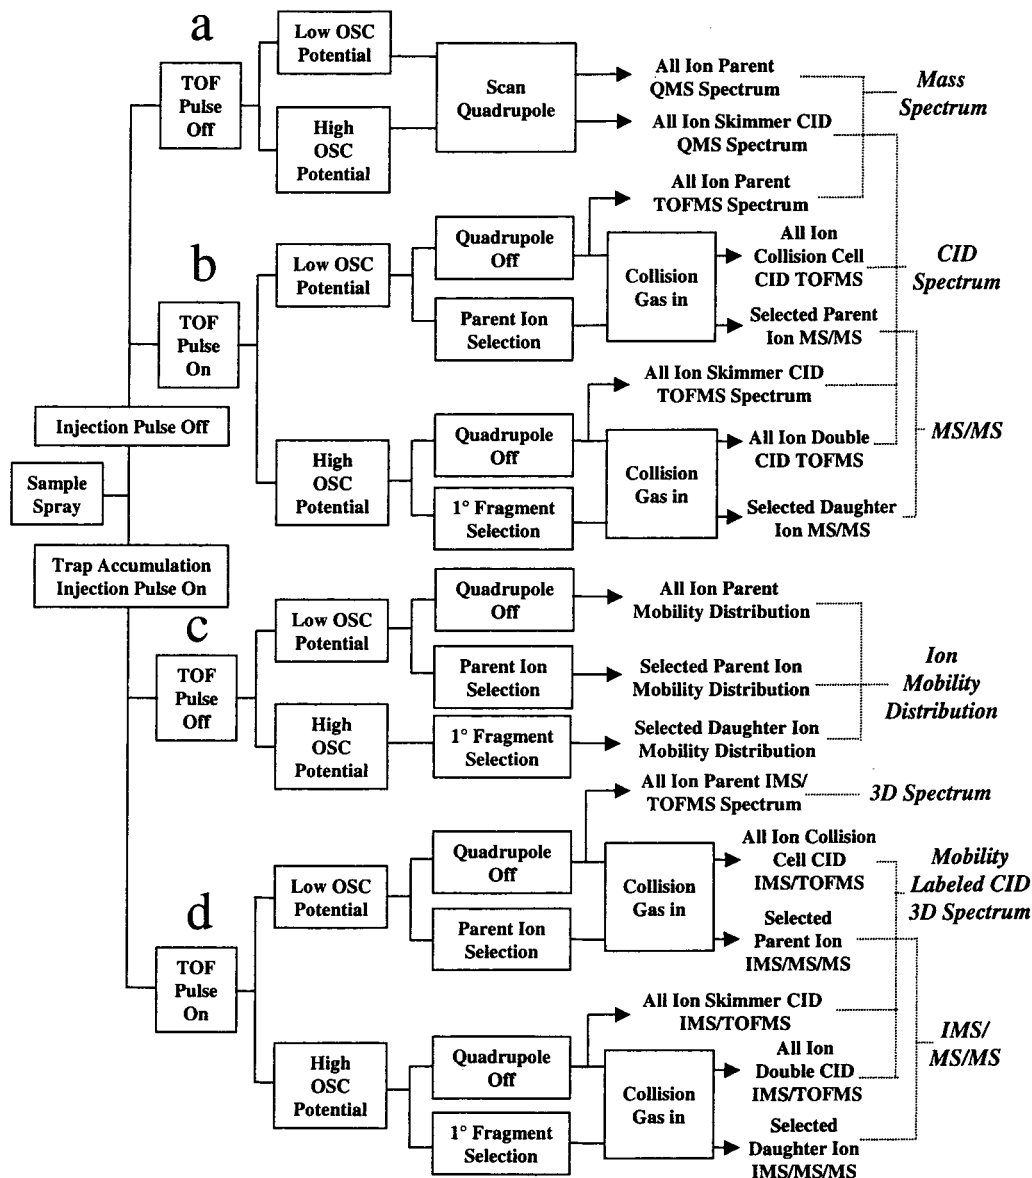 a
Low OSC
Potential
TOF
Pulse
Off
High
OSC
Potential
Scan
Quadrupole
All Ion Parent
QMS Spectrum
All Ion Skimmer CID
QMS Spectrum
Mass
Spectrum
All Ion Parent
TOFMS Spectrum
b
TOF
Pulse
On
Low OSC
Potential
Quadrupole
Off
Parent Ion
Selection
Collision
Gas in
All Ion
Collision Cell
CID TOFMS
Selected Parent
Ion MS/MS
CID
Spectrum
All Ion Skimmer CID
TOFMS Spectrum
High
OSC
Potential
Quadrupole
Off
1° Fragment
Selection
Collision
Gas in
All Ion Double
CID TOFMS
Selected Daughter
Ion MS/MS
MS/MS
Injection Pulse Off
Sample
Spray
Trap Accumulation
Injection Pulse On
c
TOF
Pulse
Off
Low OSC
Potential
Quadrupole
Off
All Ion Parent
Mobility Distribution
Parent Ion
Selection
Selected Parent Ion
Mobility Distribution
High
OSC
Potential
1° Fragment
Selection
Selected Daughter Ion
Mobility Distribution
Ion
Mobility
Distribution
All Ion Parent IMS/
TOFMS Spectrum
3D Spectrum
d
TOF
Pulse
On
Low OSC
Potential
Quadrupole
Off
Parent Ion
Selection
Collision
Gas in
All Ion Collision
Cell CID
IMS/TOFMS
Selected
Parent Ion
IMS/MS/MS
Mobility
Labeled CID
3D Spectrum
All Ion Skimmer CID
IMS/TOFMS
High
OSC
Potential
Quadrupole
Off
1° Fragment
Selection
Collision
Gas in
All Ion
Double CID
IMS/TOFMS
Selected
Daughter Ion
IMS/MS/MS
IMS/
MS/MS